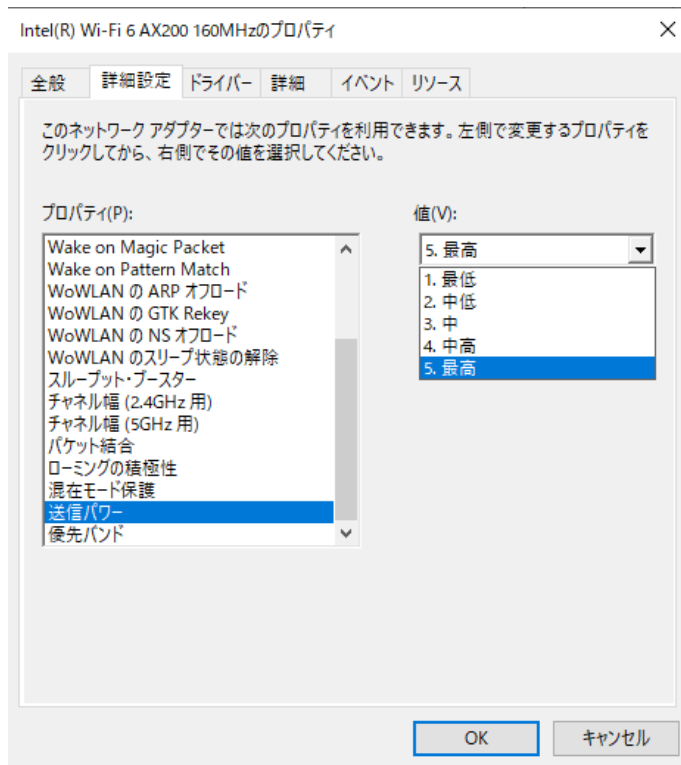 Intel(R) Wi-Fi 6 AX200 160MHzのプロパティ
全般 詳細設定 ドライバー 詳細 イベント リソース
このネットワーク アダプターでは次のプロパティを利用できます。左側で変更するプロパティを
クリックしてから、右側でその値を選択してください。
プロパティ(P):
Wake on Magic Packet
Wake on Pattern Match
WoWLAN の ARP オフロード
WoWLAN の GTK Rekey
WoWLAN の NS オフロード
WoWLAN のスリープ状態の解除
スループット・ブースター
チャネル幅 (2.4GHz 用)
チャネル幅 (5GHz 用)
パケット結合
ローミングの積極性
混在モード保護
送信パワー
優先バンド
値(V):
5. 最高
1. 最低
2. 中低
3. 中
4. 中高
5. 最高
OK キャンセル